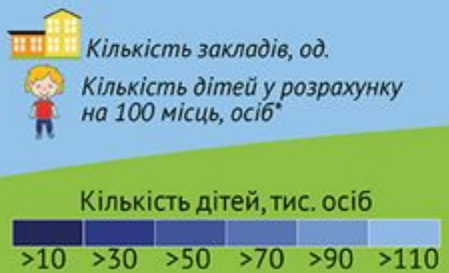 Кількість закладів, од.
Кількість дітей у розрахунку
на 100 місць, осіб*
Кількість дітей, тис. осіб
>10 >30 >50 >70 >90 >110